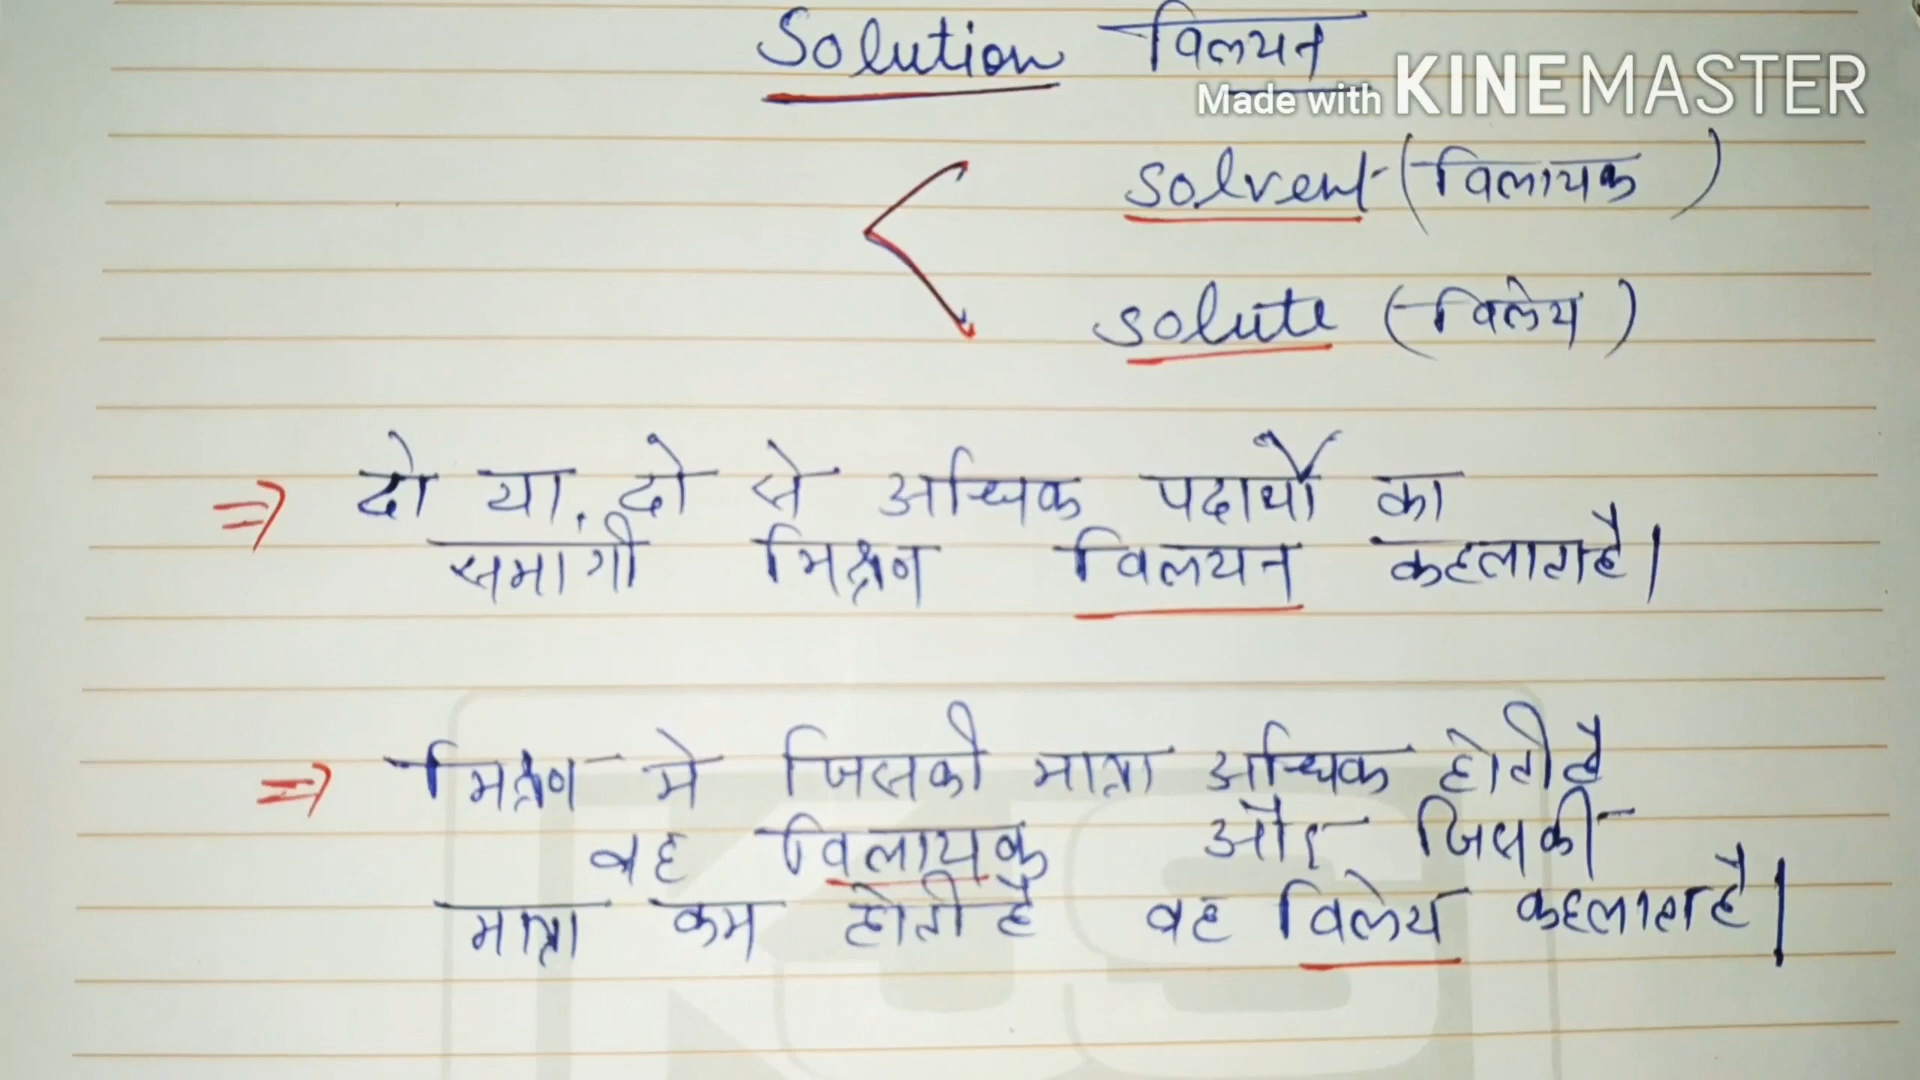 Solution विलयन
Made with KINEMASTER
solvent (विलायक)
solute (विलेय)
⇒ दो या दो से अधिक पदार्थो का
समांगी मिश्रण विलयन कहलाता है।
⇒ मिश्रण मे जिसकी मात्रा अधिक होती है
वह विलायक और जिसकी
मात्रा कम होती है वह विलेय कहलाता है।
KJS